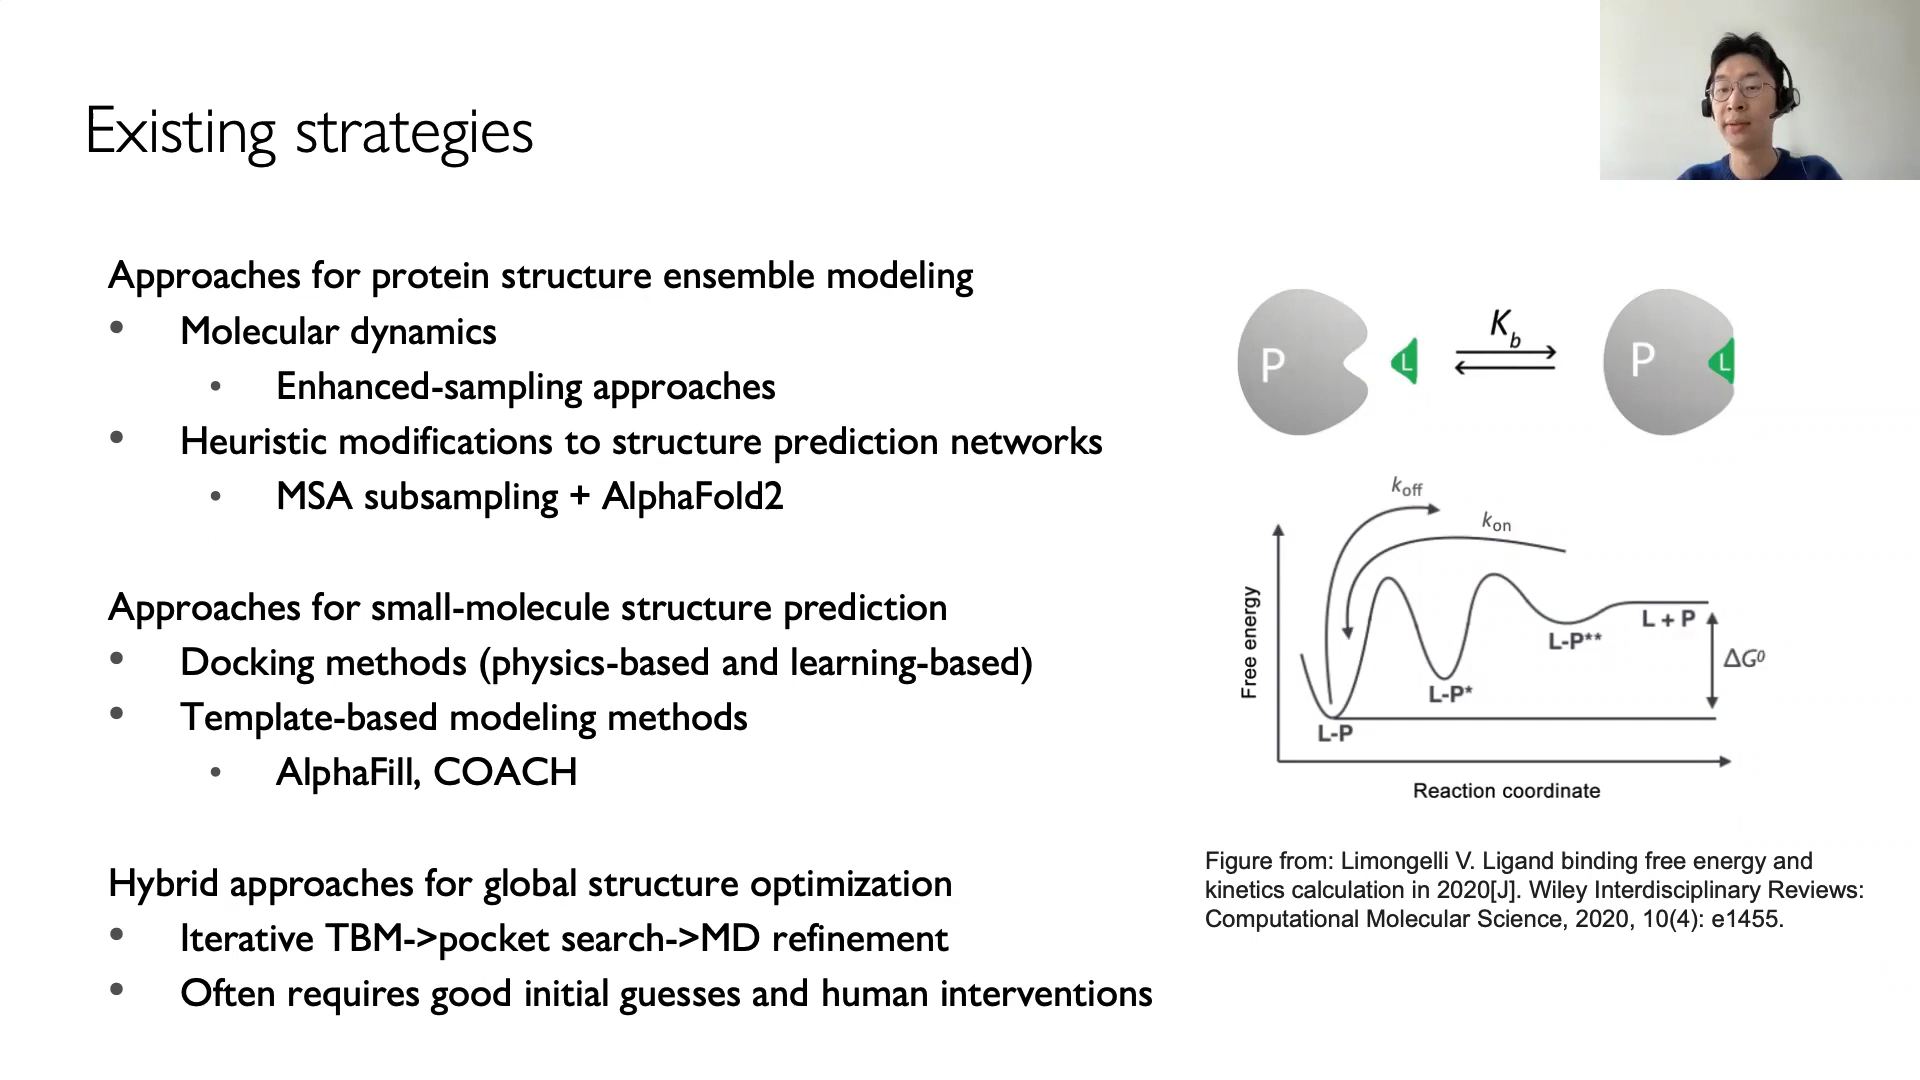 Existing strategies
Approaches for protein structure ensemble modeling
• Molecular dynamics
• Enhanced-sampling approaches
• Heuristic modifications to structure prediction networks
• MSA subsampling + AlphaFold2
Approaches for small-molecule structure prediction
• Docking methods (physics-based and learning-based)
• Template-based modeling methods
• AlphaFill, COACH
Hybrid approaches for global structure optimization
• Iterative TBM->pocket search->MD refinement
• Often requires good initial guesses and human interventions
P
L
K_b
P
L
k_off
k_on
Free energy
L + P
L-P**
ΔG⁰
L-P*
L-P
Reaction coordinate
Figure from: Limongelli V. Ligand binding free energy and
kinetics calculation in 2020[J]. Wiley Interdisciplinary Reviews:
Computational Molecular Science, 2020, 10(4): e1455.